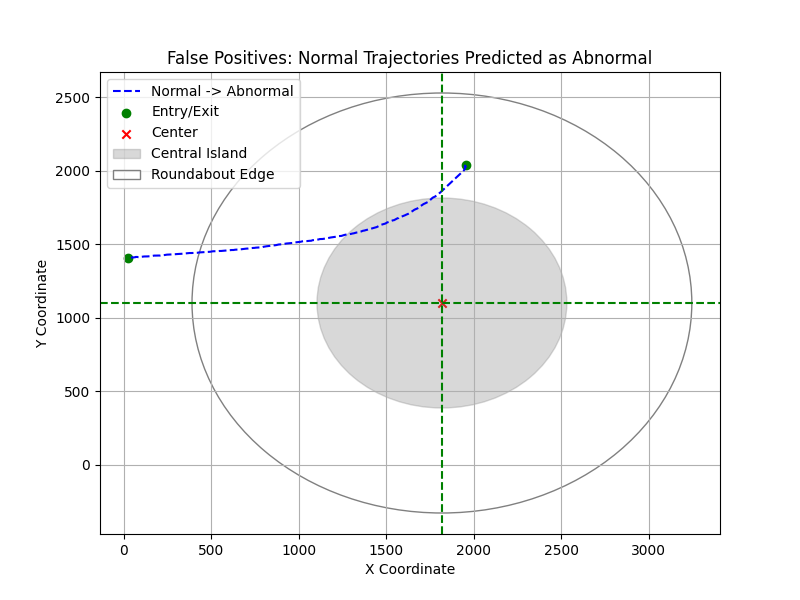 False Positives: Normal Trajectories Predicted as Abnormal
Normal -> Abnormal
Entry/Exit
Center
Central Island
Roundabout Edge
Y Coordinate
2500
2000
1500
1000
500
0
0 500 1000 1500 2000 2500 3000
X Coordinate